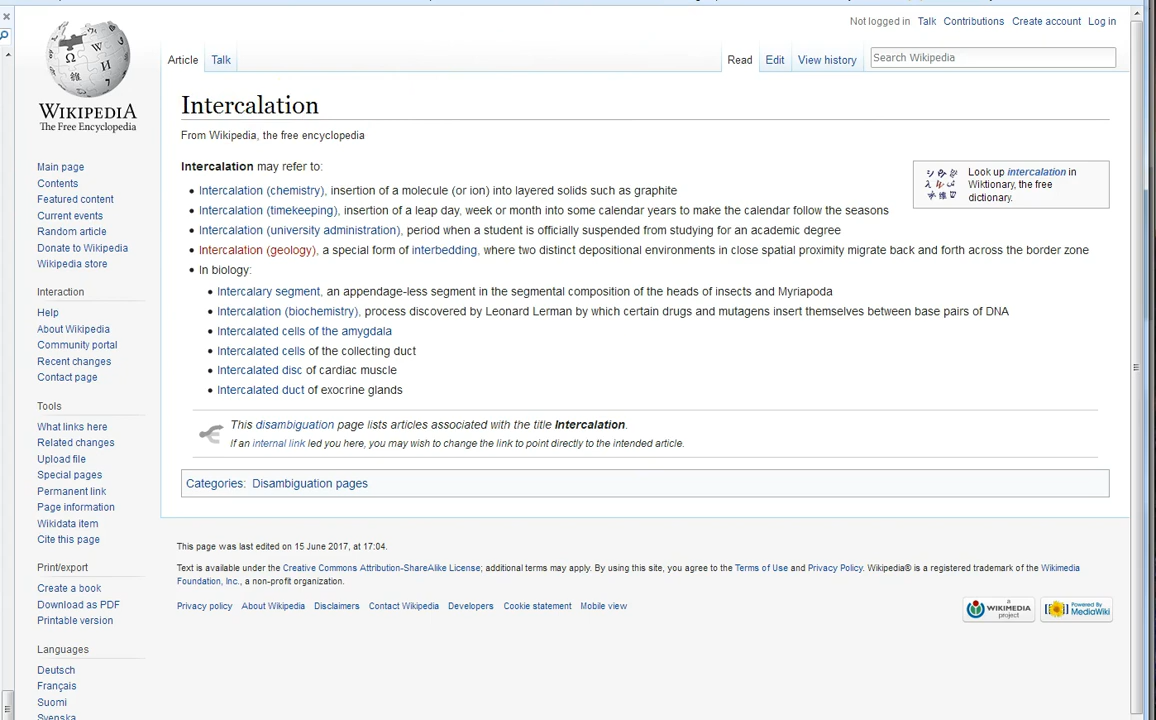 Not logged in Talk Contributions Create account Log in
Article Talk Read Edit View history Search Wikipedia
WIKIPEDIA
The Free Encyclopedia
Intercalation
From Wikipedia, the free encyclopedia
Intercalation may refer to:
Intercalation (chemistry), insertion of a molecule (or ion) into layered solids such as graphite
Intercalation (timekeeping), insertion of a leap day, week or month into some calendar years to make the calendar follow the seasons
Intercalation (university administration), period when a student is officially suspended from studying for an academic degree
Intercalation (geology), a special form of interbedding, where two distinct depositional environments in close spatial proximity migrate back and forth across the border zone
In biology:
Intercalary segment, an appendage-less segment in the segmental composition of the heads of insects and Myriapoda
Intercalation (biochemistry), process discovered by Leonard Lerman by which certain drugs and mutagens insert themselves between base pairs of DNA
Intercalated cells of the amygdala
Intercalated cells of the collecting duct
Intercalated disc of cardiac muscle
Intercalated duct of exocrine glands
Look up intercalation in
Wiktionary, the free
dictionary.
This disambiguation page lists articles associated with the title Intercalation.
If an internal link led you here, you may wish to change the link to point directly to the intended article.
Categories: Disambiguation pages
Main page
Contents
Featured content
Current events
Random article
Donate to Wikipedia
Wikipedia store
Interaction
Help
About Wikipedia
Community portal
Recent changes
Contact page
Tools
What links here
Related changes
Upload file
Special pages
Permanent link
Page information
Wikidata item
Cite this page
Print/export
Create a book
Download as PDF
Printable version
Languages
Deutsch
Français
Suomi
Svenska
This page was last edited on 15 June 2017, at 17:04.
Text is available under the Creative Commons Attribution-ShareAlike License; additional terms may apply. By using this site, you agree to the Terms of Use and Privacy Policy. Wikipedia® is a registered trademark of the Wikimedia
Foundation, Inc., a non-profit organization.
Privacy policy About Wikipedia Disclaimers Contact Wikipedia Developers Cookie statement Mobile view
A
WIKIMEDIA
project
Powered By
MediaWiki